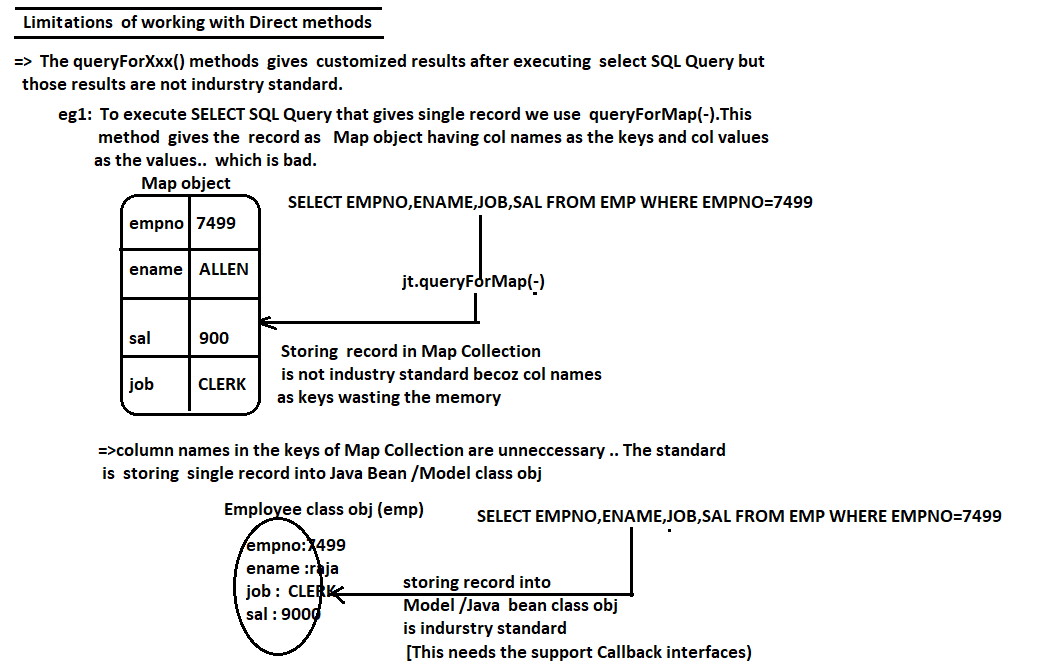 Limitations of working with Direct methods
=> The queryForXxx() methods gives customized results after executing select SQL Query but
those results are not indurstry standard.
eg1: To execute SELECT SQL Query that gives single record we use queryForMap(-).This
method gives the record as Map object having col names as the keys and col values
as the values.. which is bad.
Map object
SELECT EMPNO,ENAME,JOB,SAL FROM EMP WHERE EMPNO=7499
empno 7499
ename ALLEN
jt.queryForMap(-)
sal 900
Storing record in Map Collection
is not industry standard becoz col names
job CLERK
as keys wasting the memory
=>column names in the keys of Map Collection are unneccessary .. The standard
is storing single record into Java Bean /Model class obj
Employee class obj (emp)
SELECT EMPNO,ENAME,JOB,SAL FROM EMP WHERE EMPNO=7499
empno:7499
ename :raja
job : CLERK
sal : 9000
storing record into
Model /Java bean class obj
is indurstry standard
[This needs the support Callback interfaces)